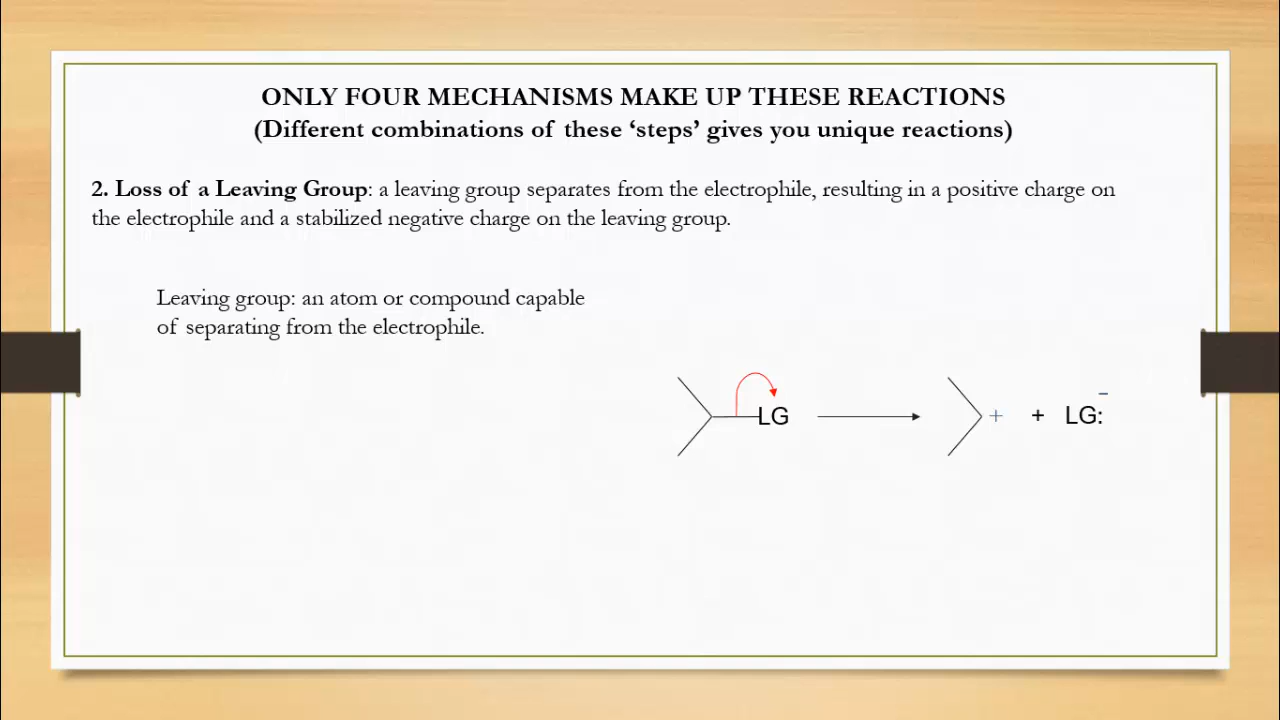 ONLY FOUR MECHANISMS MAKE UP THESE REACTIONS
(Different combinations of these ‘steps’ gives you unique reactions)
2. Loss of a Leaving Group: a leaving group separates from the electrophile, resulting in a positive charge on
the electrophile and a stabilized negative charge on the leaving group.
Leaving group: an atom or compound capable
of separating from the electrophile.
LG + + LG:⁻